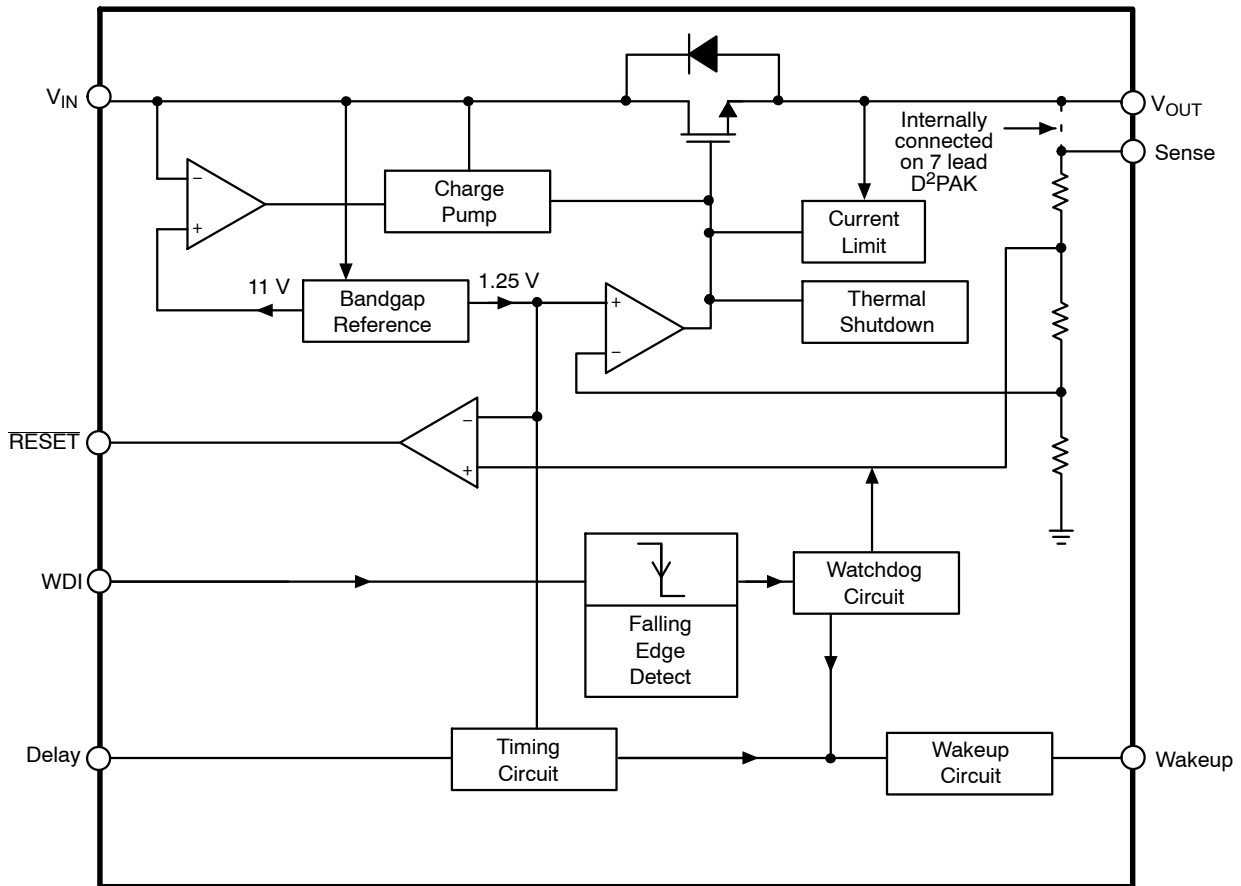 V_IN
V_OUT
Internally
connected
on 7 lead
D²PAK
Sense
−
+
Charge
Pump
Current
Limit
11 V
Bandgap
Reference
1.25 V
+
−
Thermal
Shutdown
R̅E̅S̅E̅T̅
−
+
WDI
Falling
Edge
Detect
Watchdog
Circuit
Delay
Timing
Circuit
Wakeup
Circuit
Wakeup